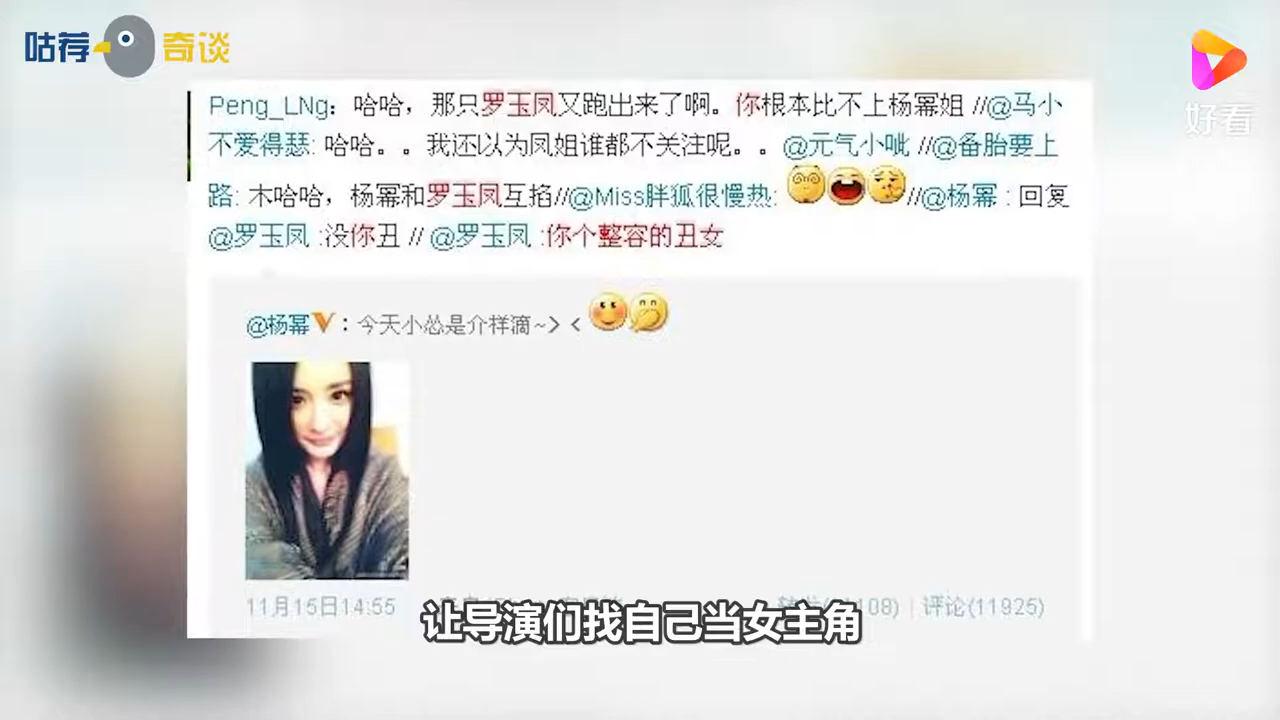 咕荐 奇谈
好看
Peng_LNg：哈哈，那只罗玉凤又跑出来了啊。你根本比不上杨幂姐 //@马小
不爱得瑟: 哈哈。。我还以为凤姐谁都不关注呢。。@元气小呲 //@备胎要上
路: 木哈哈，杨幂和罗玉凤互掐//@Miss胖狐很慢热: //@杨幂 : 回复
@罗玉凤 :没你丑 // @罗玉凤 :你个整容的丑女
@杨幂V：今天小怂是介样滴~> <
11月15日14:55
评论(11925)
让导演们找自己当女主角